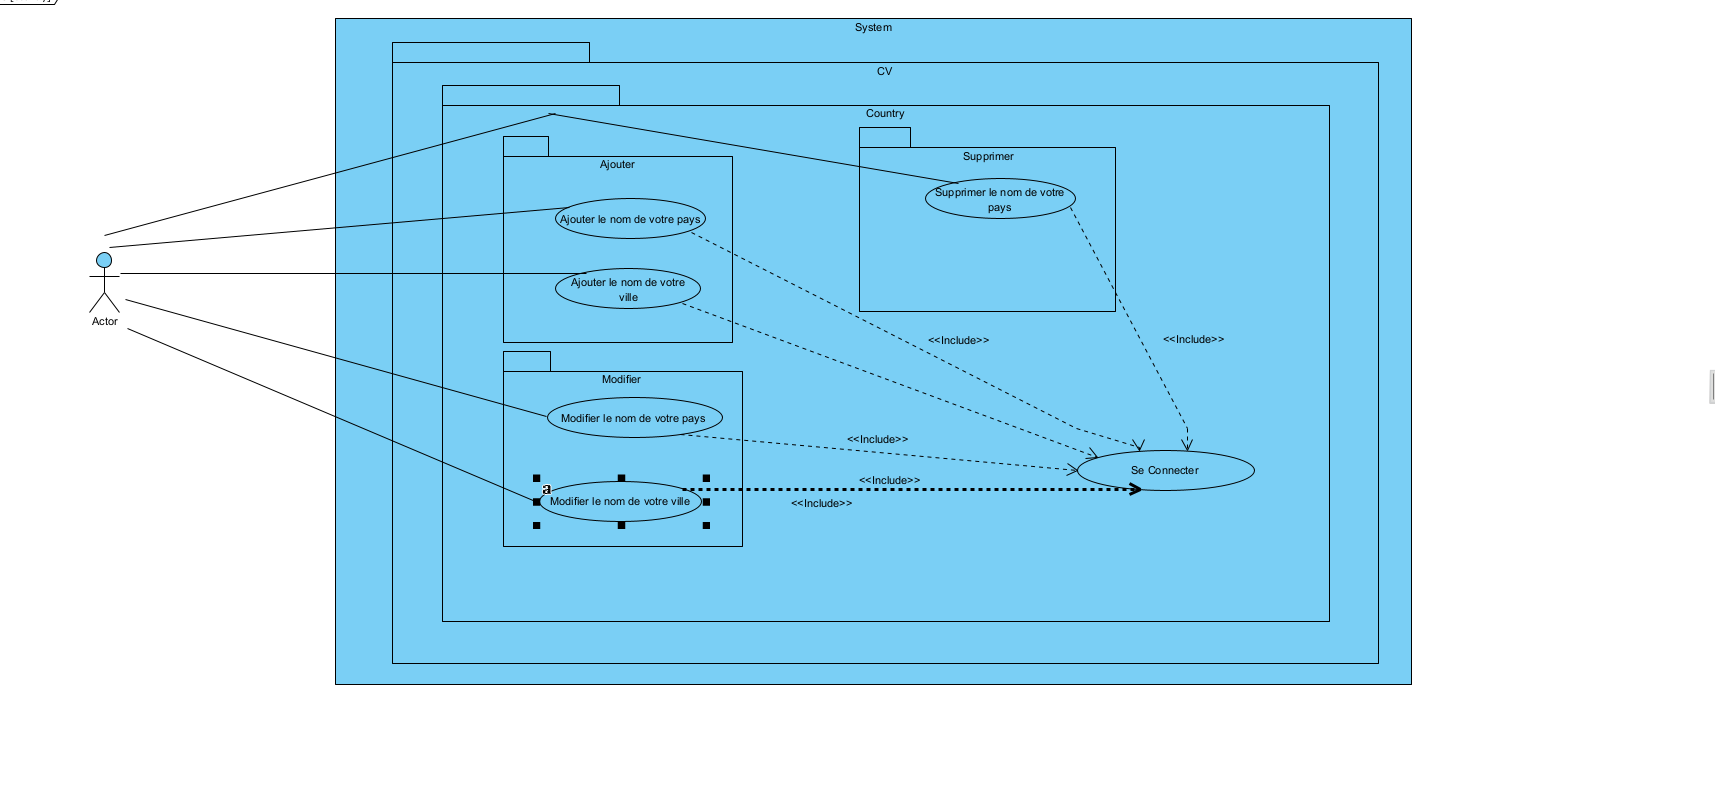 System
CV
Country
Ajouter
Supprimer
Supprimer le nom de votre
pays
Ajouter le nom de votre pays
Ajouter le nom de votre
ville
Actor
<<Include>>
<<Include>>
Modifier
Modifier le nom de votre pays
<<Include>>
Se Connecter
<<Include>>
a
Modifier le nom de votre ville
<<Include>>